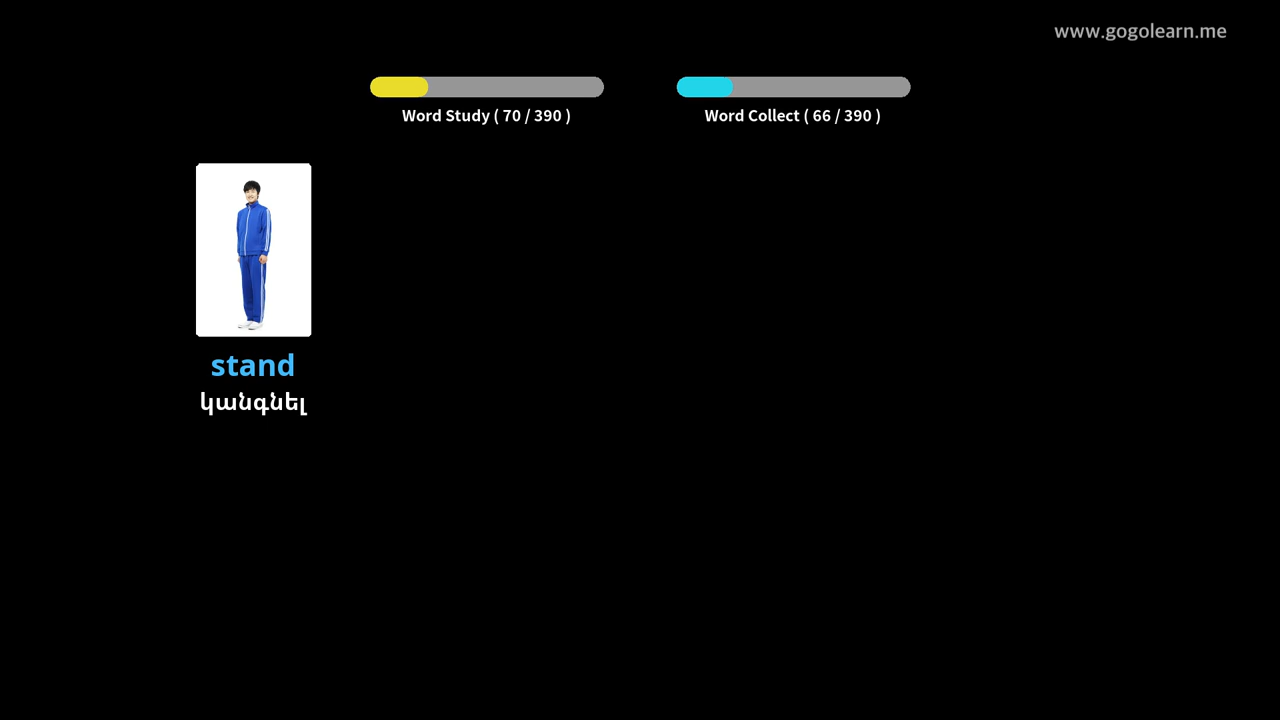 www.gogolearn.me
Word Study ( 70 / 390 )
Word Collect ( 66 / 390 )
stand
կանգնել